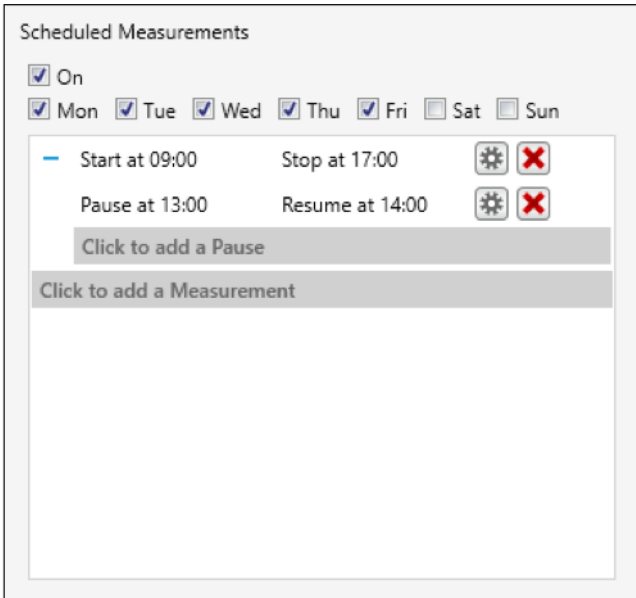 Scheduled Measurements
On
Mon Tue Wed Thu Fri Sat Sun
Start at 09:00 Stop at 17:00
Pause at 13:00 Resume at 14:00
Click to add a Pause
Click to add a Measurement